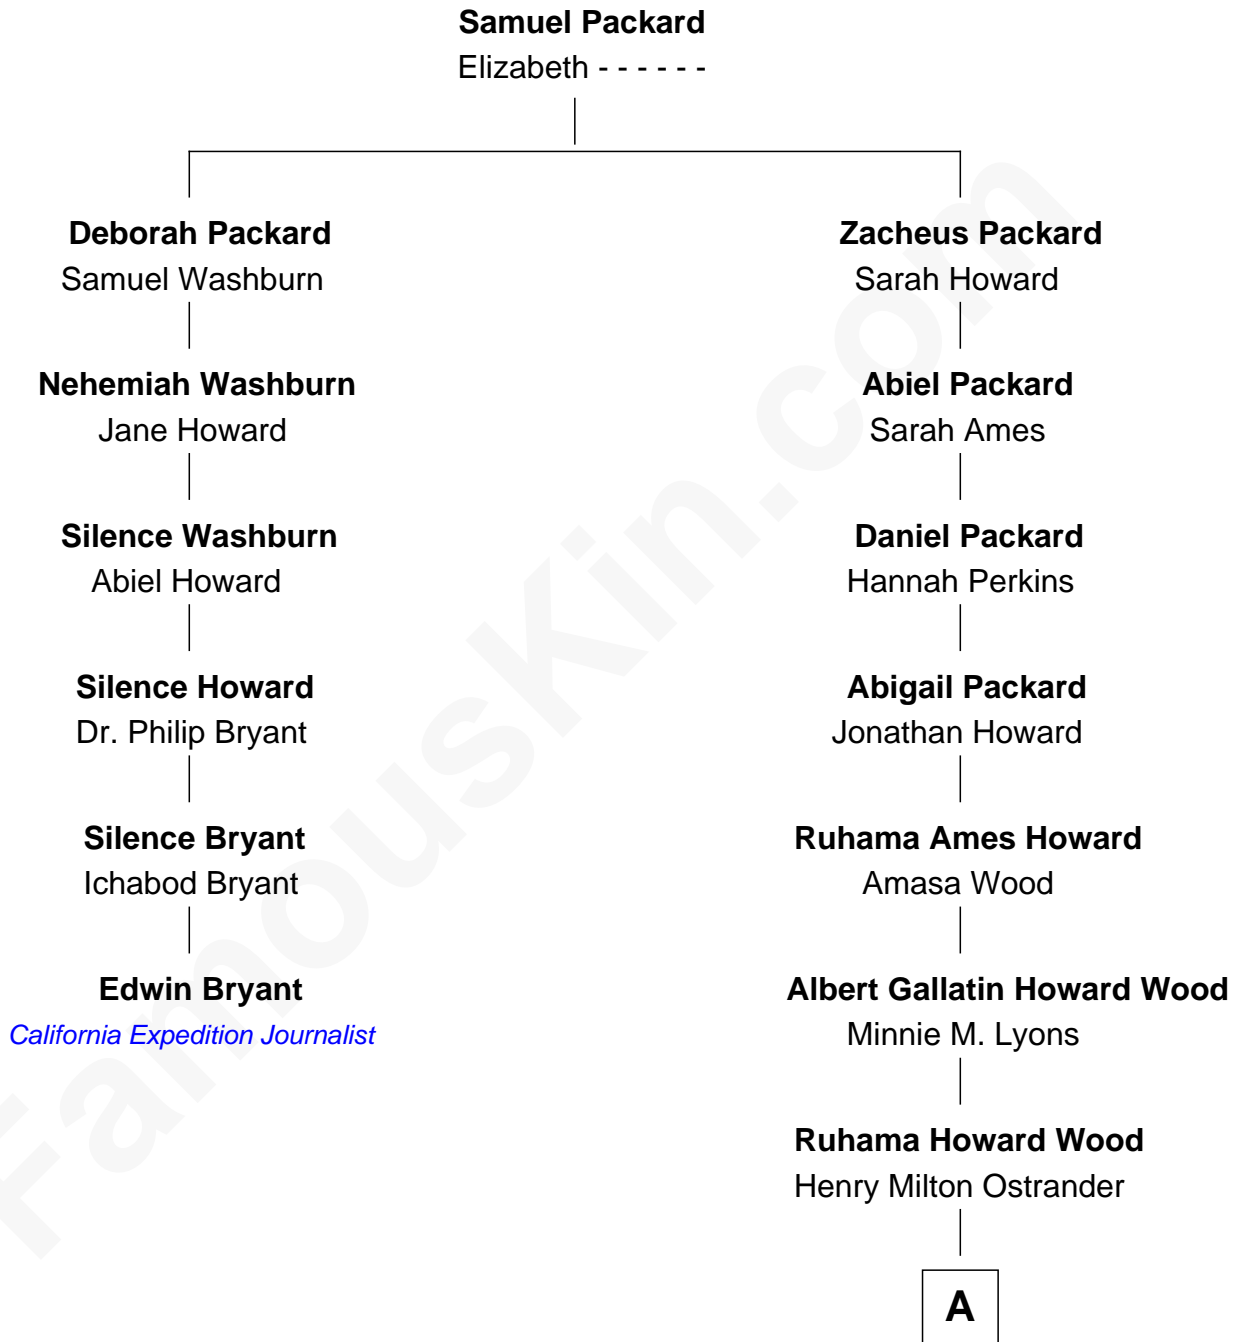 Samuel Packard
Elizabeth - - - - - -
Deborah Packard
Samuel Washburn
Nehemiah Washburn
Jane Howard
Silence Washburn
Abiel Howard
Silence Howard
Dr. Philip Bryant
Silence Bryant
Ichabod Bryant
Edwin Bryant
California Expedition Journalist
Zacheus Packard
Sarah Howard
Abiel Packard
Sarah Ames
Daniel Packard
Hannah Perkins
Abigail Packard
Jonathan Howard
Ruhama Ames Howard
Amasa Wood
Albert Gallatin Howard Wood
Minnie M. Lyons
Ruhama Howard Wood
Henry Milton Ostrander
A
FamousKin.com